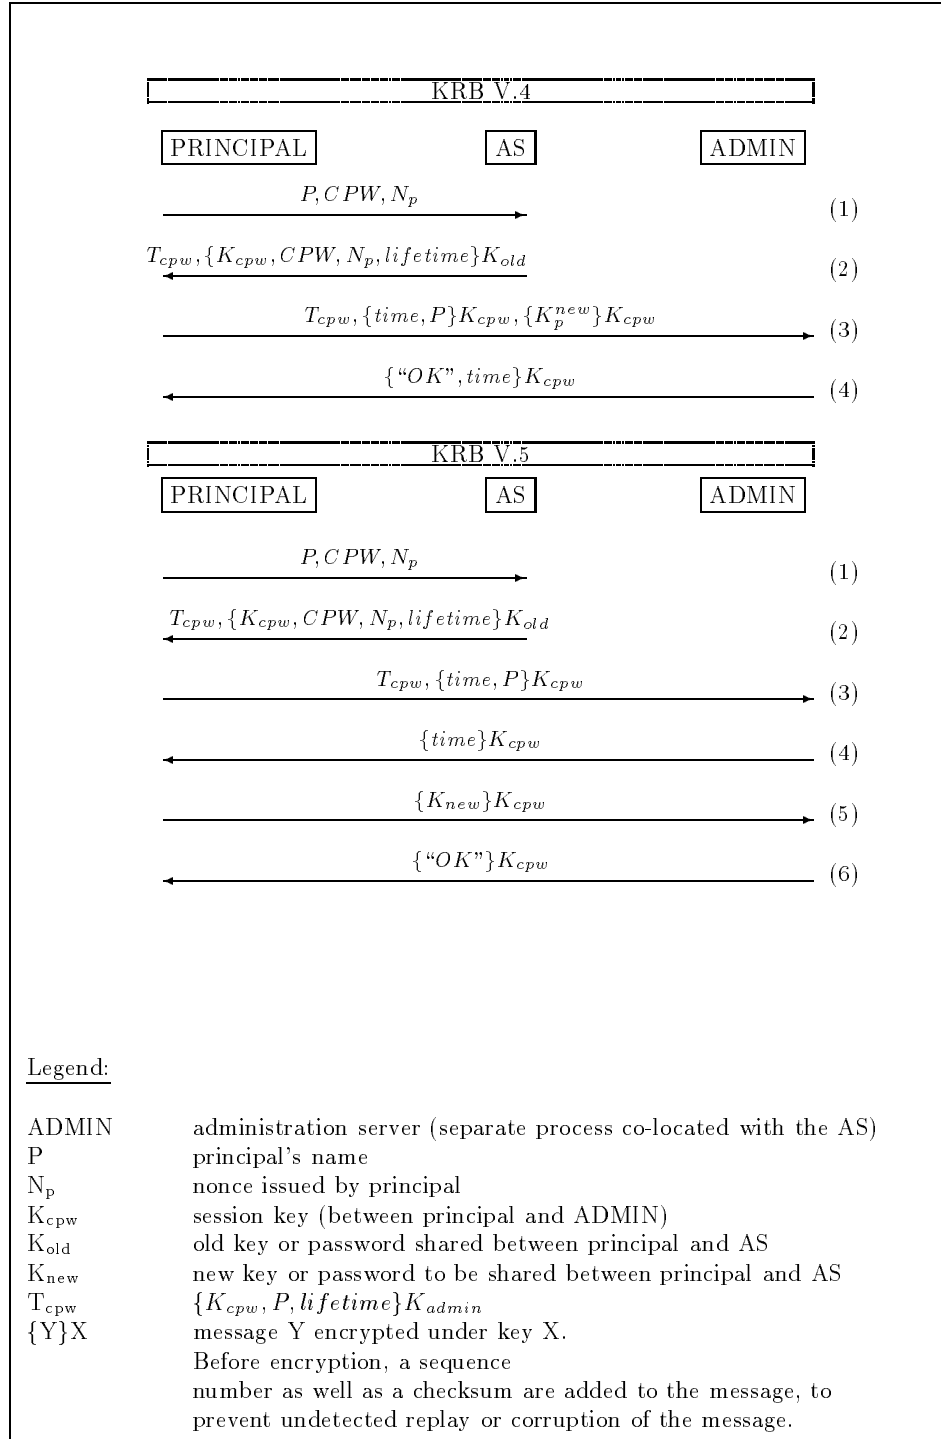 KRB V.4
PRINCIPAL AS ADMIN
P, CPW, N_p (1)
T_cpw, {K_cpw, CPW, N_p, lifetime}K_old (2)
T_cpw, {time, P}K_cpw, {K_p^new}K_cpw (3)
{“OK”, time}K_cpw (4)
KRB V.5
PRINCIPAL AS ADMIN
P, CPW, N_p (1)
T_cpw, {K_cpw, CPW, N_p, lifetime}K_old (2)
T_cpw, {time, P}K_cpw (3)
{time}K_cpw (4)
{K_new}K_cpw (5)
{“OK”}K_cpw (6)
Legend:
ADMIN administration server (separate process co-located with the AS)
P principal's name
N_p nonce issued by principal
K_cpw session key (between principal and ADMIN)
K_old old key or password shared between principal and AS
K_new new key or password to be shared between principal and AS
T_cpw {K_cpw, P, lifetime}K_admin
{Y}X message Y encrypted under key X.
Before encryption, a sequence
number as well as a checksum are added to the message, to
prevent undetected replay or corruption of the message.